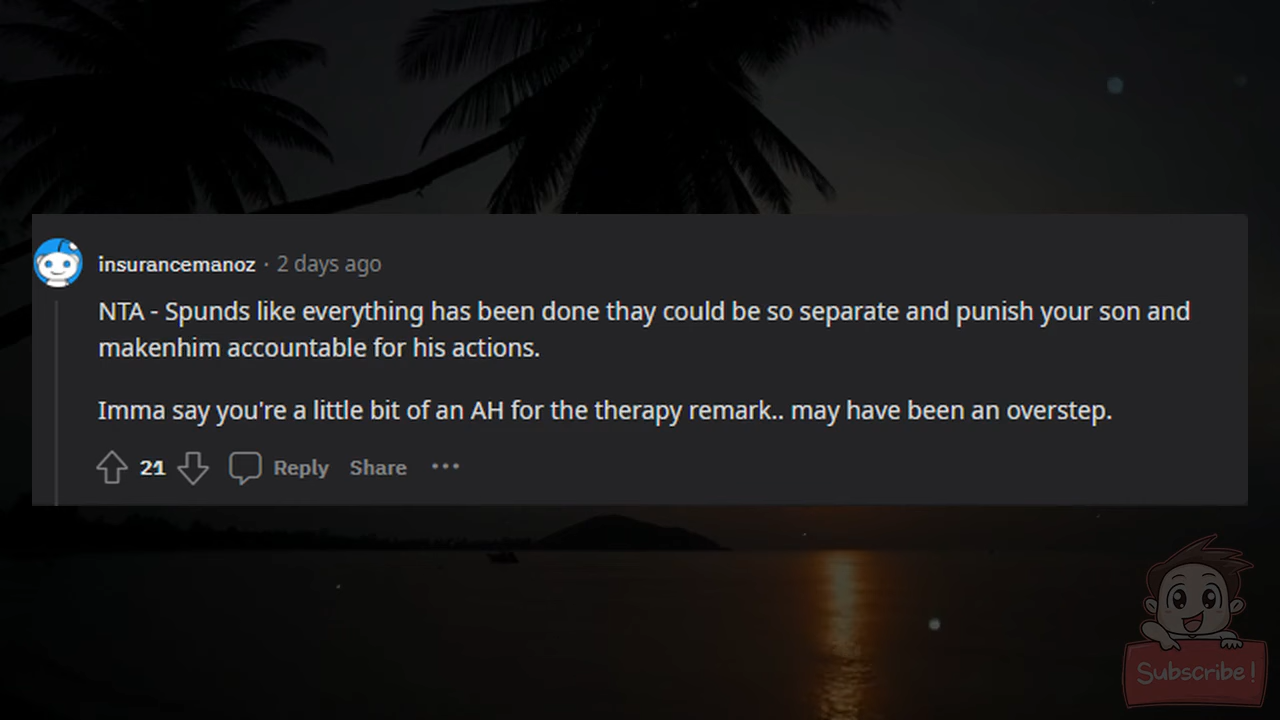 insurancemanoz · 2 days ago
NTA - Spunds like everything has been done thay could be so separate and punish your son and
makenhim accountable for his actions.
Imma say you're a little bit of an AH for the therapy remark.. may have been an overstep.
21 Reply Share ···
Subscribe!